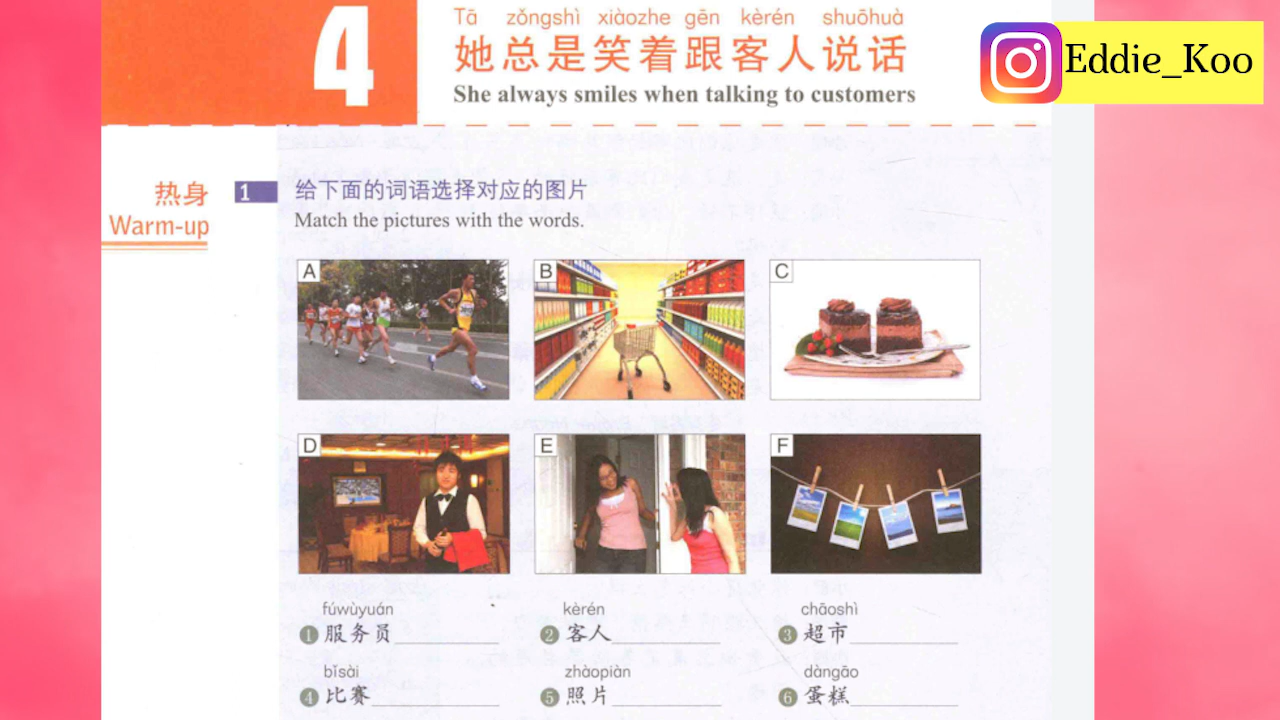 4
Tā zǒngshì xiàozhe gēn kèrén shuōhuà
她总是笑着跟客人说话
She always smiles when talking to customers
Eddie_Koo
热身
Warm-up
1 给下面的词语选择对应的图片
Match the pictures with the words.
A B C
D E F
fúwùyuán kèrén chāoshì
1 服务员 2 客人 3 超市
bǐsài zhàopiàn dàngāo
4 比赛 5 照片 6 蛋糕